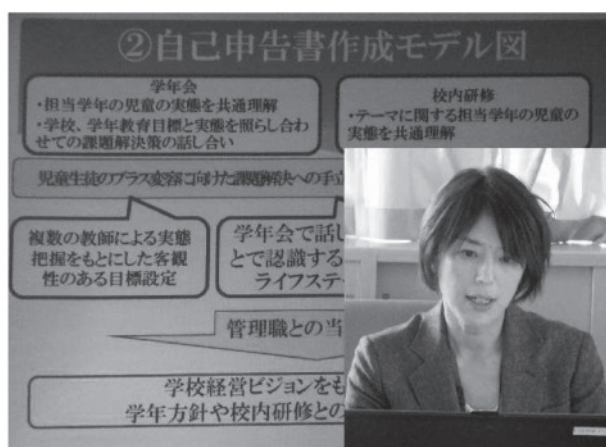 ②自己申告書作成モデル図
学年会
・担当学年の児童の実態を共通理解
・学校、学年教育目標と実態を照らし合わ
せての課題解決策の話し合い
校内研修
・テーマに関する担当学年の児童の
実態を共通理解
児童生徒のプラス変容に向けた課題解決への手立
複数の教師による実態
把握をもとにした客観
性のある目標設定
学年会で話し
とで認識する
ライフステー
管理職との当
学校経営ビジョンをも
学年方針や校内研修との